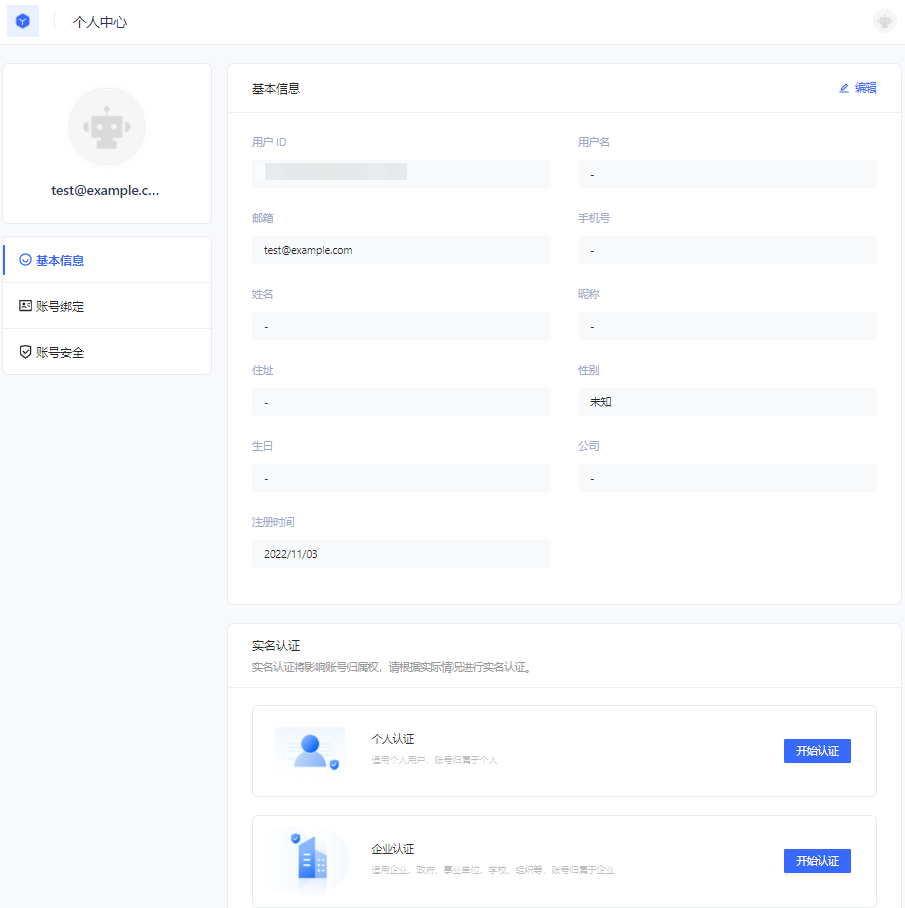 个人中心
test@example.c...
基本信息
账号绑定
账号安全
基本信息
编辑
用户 ID
用户名
-
邮箱
手机号
test@example.com
-
姓名
昵称
-
-
住址
性别
-
未知
生日
公司
-
-
注册时间
2022/11/03
实名认证
实名认证将影响账号归属权，请根据实际情况进行实名认证。
个人认证
适用个人用户、账号归属于个人
开始认证
企业认证
适用企业、政府、事业单位、学校、组织等，账号归属于企业
开始认证